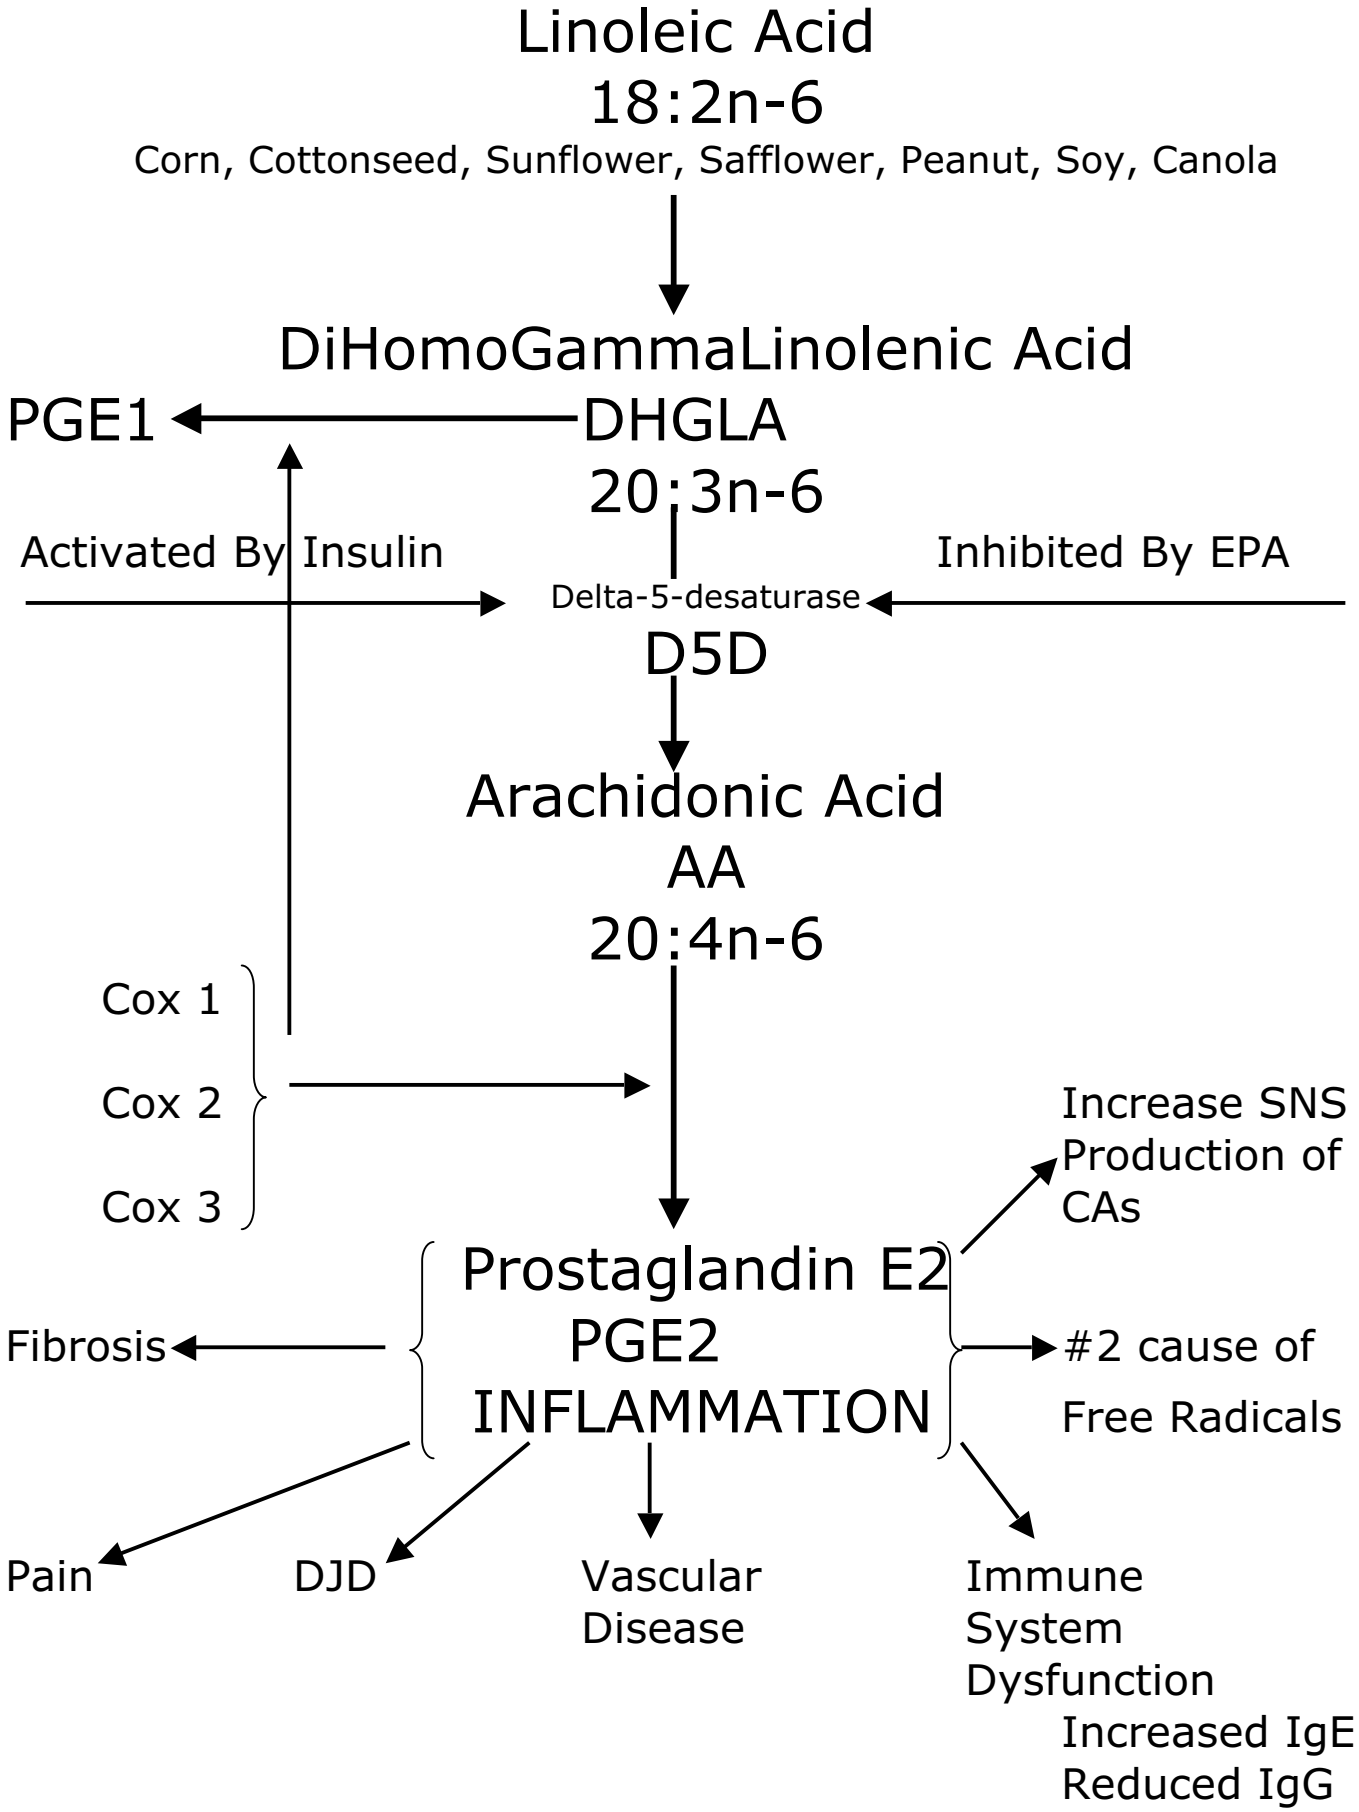 Linoleic Acid
18:2n-6
Corn, Cottonseed, Sunflower, Safflower, Peanut, Soy, Canola
DiHomoGammaLinolenic Acid
PGE1
DHGLA
20:3n-6
Activated By Insulin
Inhibited By EPA
Delta-5-desaturase
D5D
Arachidonic Acid
AA
20:4n-6
Cox 1
Cox 2
Cox 3
Increase SNS
Production of
CAs
Prostaglandin E2
PGE2
INFLAMMATION
Fibrosis
#2 cause of
Free Radicals
Pain
DJD
Vascular
Disease
Immune
System
Dysfunction
Increased IgE
Reduced IgG